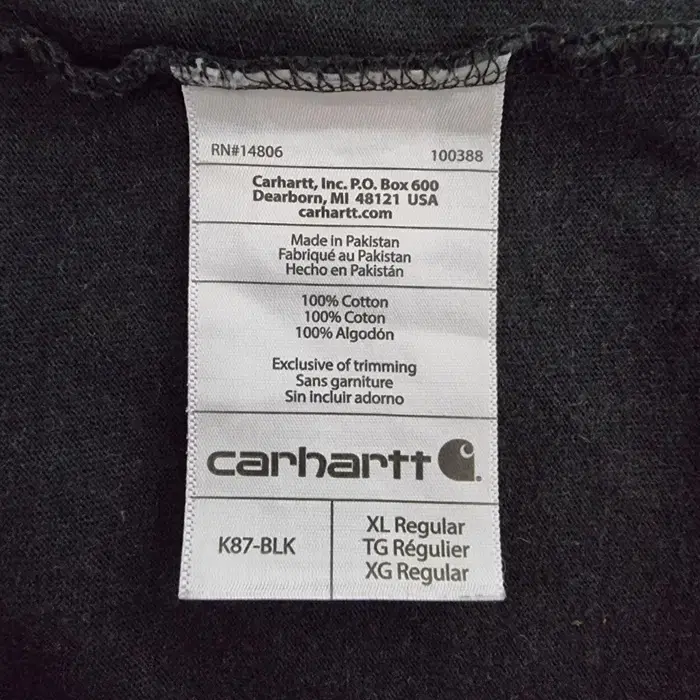 RN#14806 100388
Carhartt, Inc. P.O. Box 600
Dearborn, MI 48121 USA
carhartt.com
Made in Pakistan
Fabriqué au Pakistan
Hecho en Pakistán
100% Cotton
100% Coton
100% Algodón
Exclusive of trimming
Sans garniture
Sin incluir adorno
carhartt
K87-BLK
XL Regular
TG Régulier
XG Regular